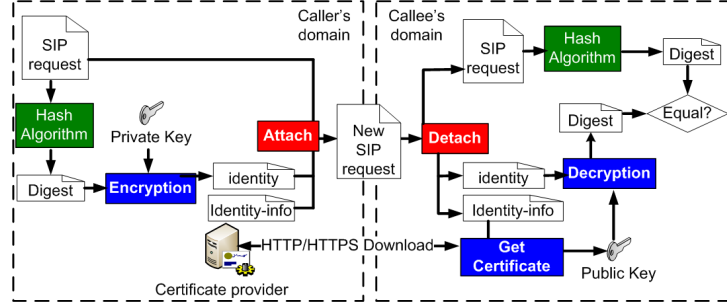 Caller's
domain
SIP
request
Hash
Algorithm
Private Key
Digest
Encryption
Attach
identity
Identity-info
Certificate provider
HTTP/HTTPS Download
New
SIP
request
Callee's
domain
SIP
request
Hash
Algorithm
Digest
Equal?
Digest
Detach
identity
Decryption
Identity-info
Get
Certificate
Public Key